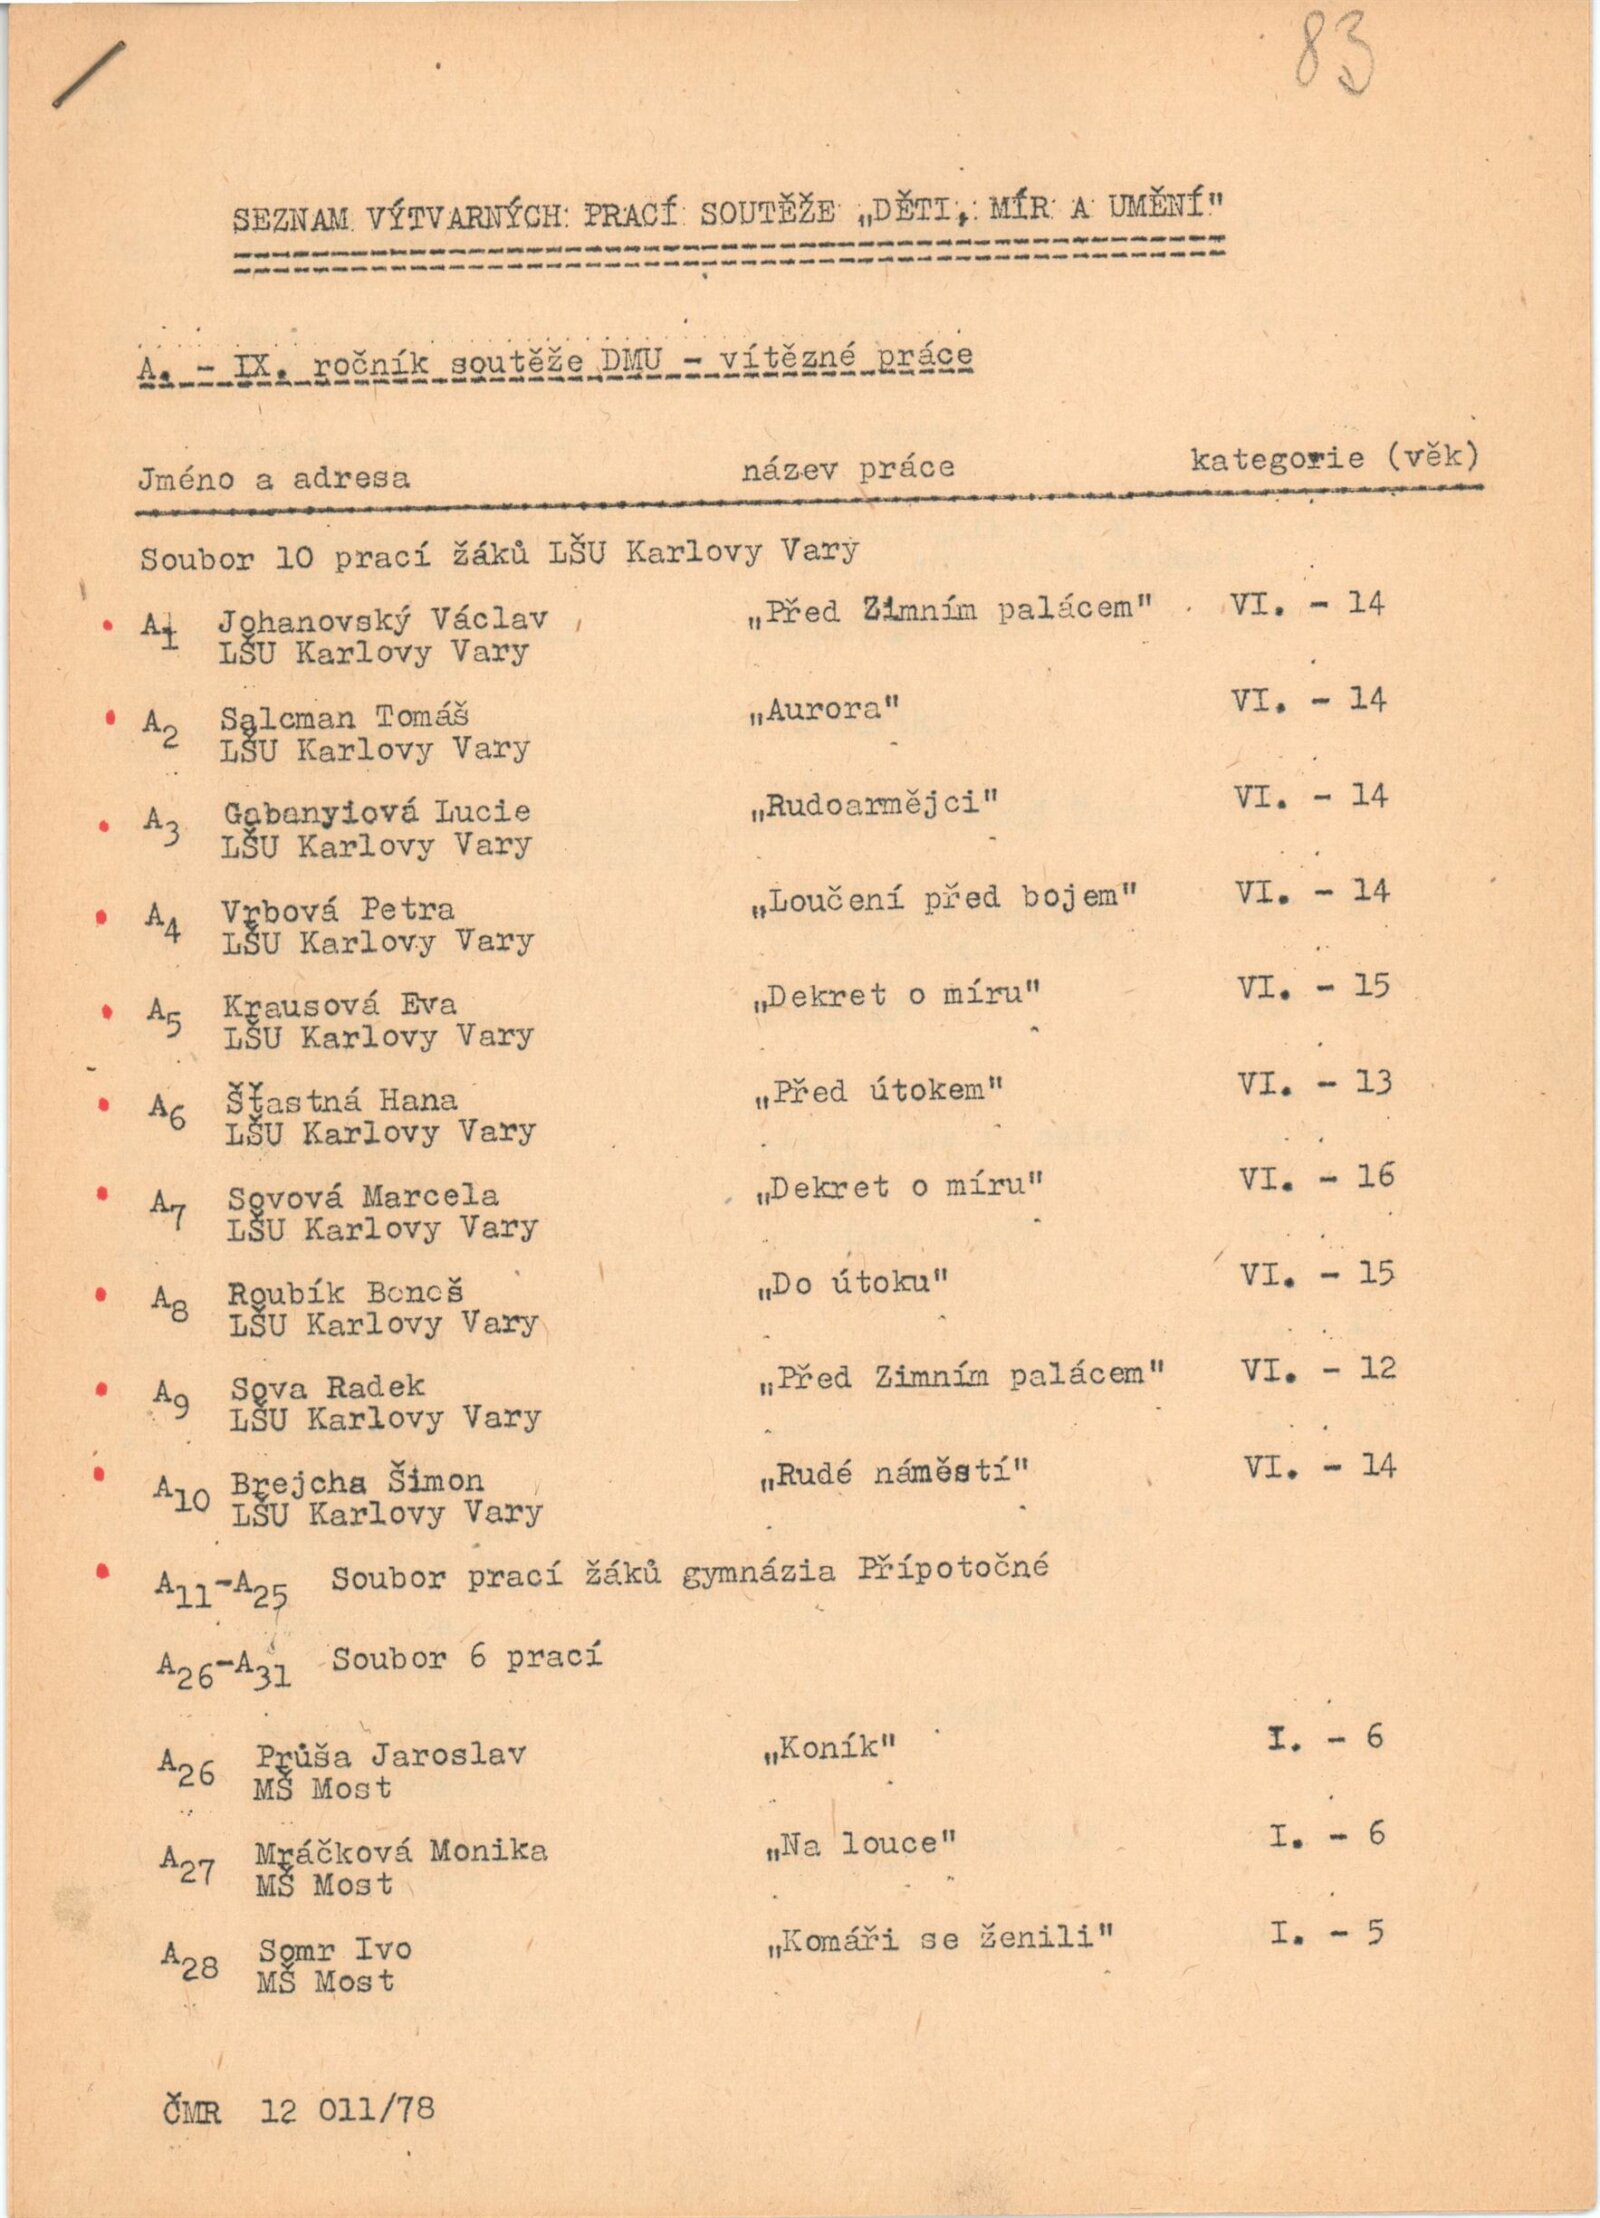 83
SEZNAM VÝTVARNÝCH PRACÍ SOUTĚŽE „DĚTI, MÍR A UMĚNÍ"
A. - IX. ročník soutěže DMU - vítězné práce
Jméno a adresa název práce kategorie (věk)
Soubor 10 prací žáků LŠU Karlovy Vary
A1 Johanovský Václav „Před Zimním palácem" VI. - 14
LŠU Karlovy Vary
A2 Salcman Tomáš „Aurora" VI. - 14
LŠU Karlovy Vary
A3 Gabanyiová Lucie „Rudoarmějci" VI. - 14
LŠU Karlovy Vary
A4 Vrbová Petra „Loučení před bojem" VI. - 14
LŠU Karlovy Vary
A5 Krausová Eva „Dekret o míru" VI. - 15
LŠU Karlovy Vary
A6 Šťastná Hana „Před útokem" VI. - 13
LŠU Karlovy Vary
A7 Sovová Marcela „Dekret o míru" VI. - 16
LŠU Karlovy Vary
A8 Roubík Beneš „Do útoku" VI. - 15
LŠU Karlovy Vary
A9 Sova Radek „Před Zimním palácem" VI. - 12
LŠU Karlovy Vary
A10 Brejcha Šimon „Rudé náměstí" VI. - 14
LŠU Karlovy Vary
A11-A25 Soubor prací žáků gymnázia Přípotočné
A26-A31 Soubor 6 prací
A26 Průša Jaroslav „Koník" I. - 6
MŠ Most
A27 Mráčková Monika „Na louce" I. - 6
MŠ Most
A28 Somr Ivo „Komáři se ženili" I. - 5
MŠ Most
ČMR 12 011/78